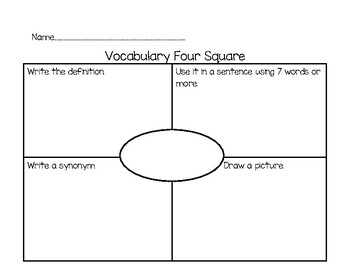 Name
Vocabulary Four Square
Write the definition.
Use it in a sentence using 7 words or
more.
Write a synonym.
Draw a picture.